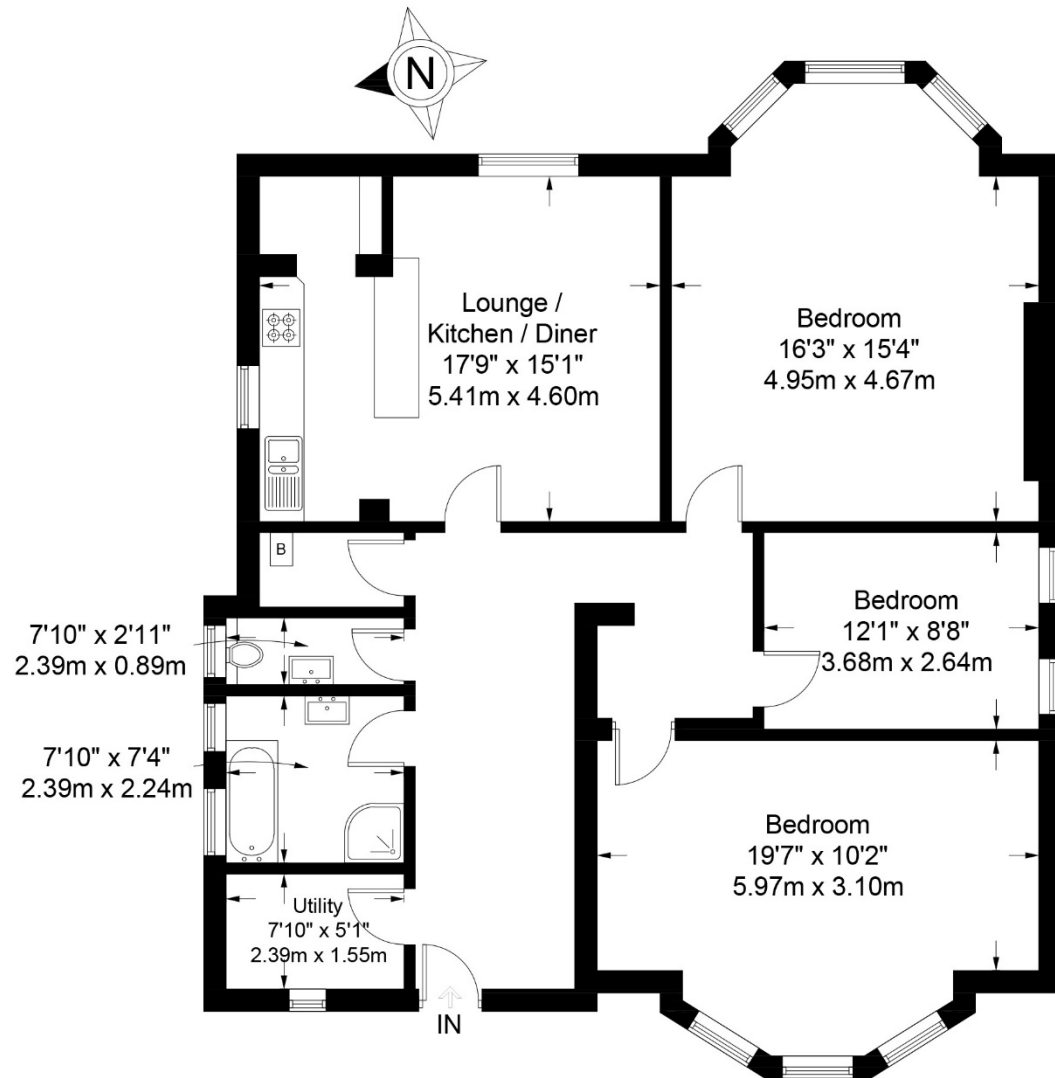 N
Lounge /
Kitchen / Diner
17'9" x 15'1"
5.41m x 4.60m
Bedroom
16'3" x 15'4"
4.95m x 4.67m
B
7'10" x 2'11"
2.39m x 0.89m
Bedroom
12'1" x 8'8"
3.68m x 2.64m
7'10" x 7'4"
2.39m x 2.24m
Bedroom
19'7" x 10'2"
5.97m x 3.10m
Utility
7'10" x 5'1"
2.39m x 1.55m
IN